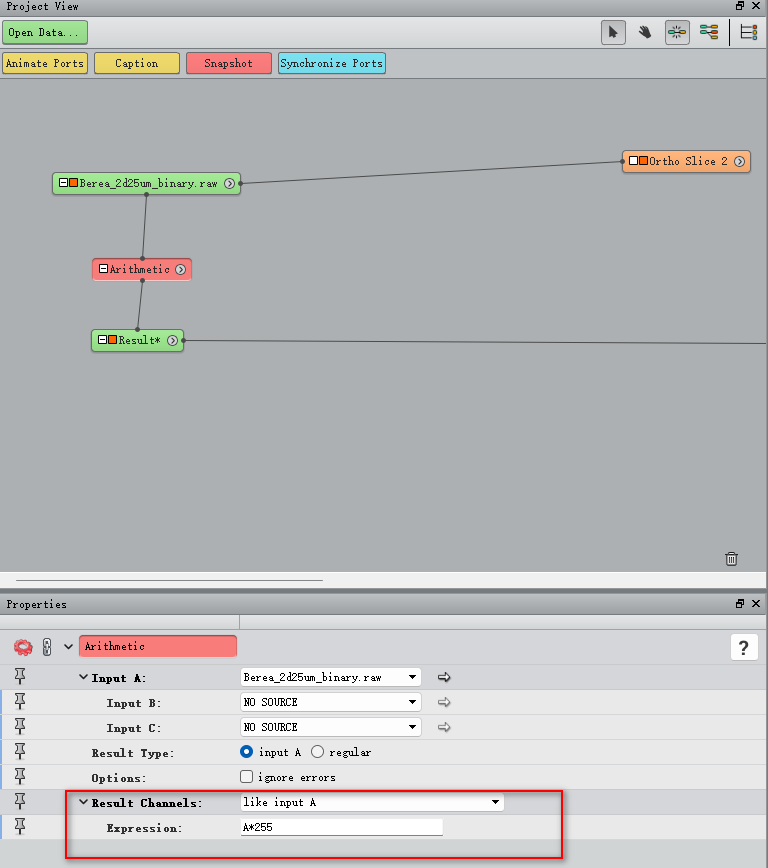 Project View
Open Data...
Animate Ports Caption Snapshot Synchronize Ports
Ortho Slice 2
Berea_2d25um_binary.raw
Arithmetic
Result*
Properties
Arithmetic ?
Input A: Berea_2d25um_binary.raw
Input B: NO SOURCE
Input C: NO SOURCE
Result Type: input A regular
Options: ignore errors
Result Channels: like input A
Expression: A*255